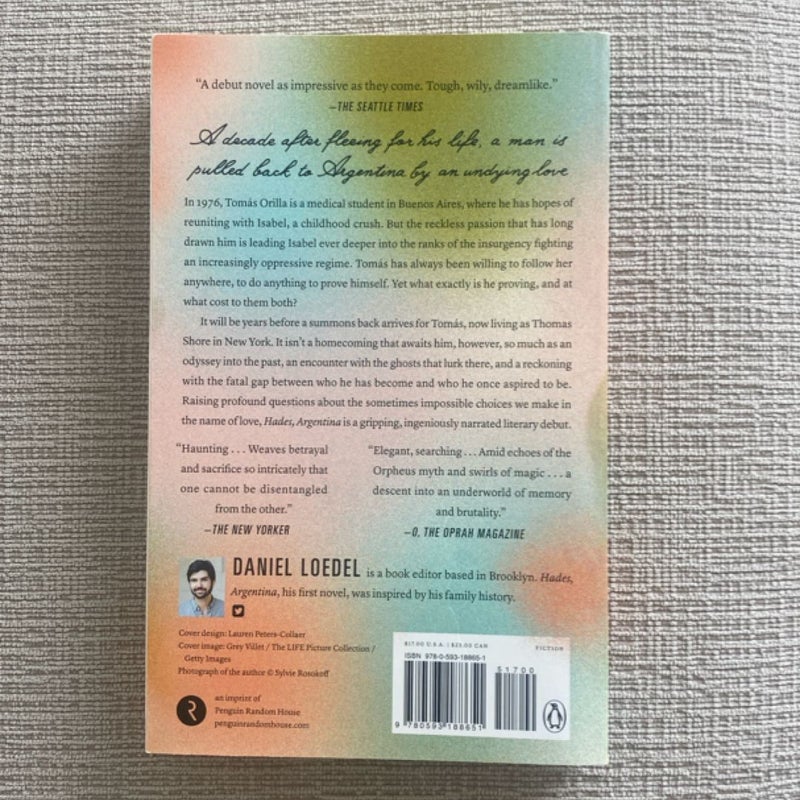 “A debut novel as impressive as they come. Tough, wily, dreamlike.”
—THE SEATTLE TIMES
A decade after fleeing for his life, a man is
pulled back to Argentina by an undying love
In 1976, Tomás Orilla is a medical student in Buenos Aires, where he has hopes of
reuniting with Isabel, a childhood crush. But the reckless passion that has long
drawn him is leading Isabel ever deeper into the ranks of the insurgency fighting
an increasingly oppressive regime. Tomás has always been willing to follow her
anywhere, to do anything to prove himself. Yet what exactly is he proving, and at
what cost to them both?
It will be years before a summons back arrives for Tomás, now living as Thomas
Shore in New York. It isn’t a homecoming that awaits him, however, so much as an
odyssey into the past, an encounter with the ghosts that lurk there, and a reckoning
with the fatal gap between who he has become and who he once aspired to be.
Raising profound questions about the sometimes impossible choices we make in
the name of love, Hades, Argentina is a gripping, ingeniously narrated literary debut.
“Haunting . . . Weaves betrayal
and sacrifice so intricately that
one cannot be disentangled
from the other.”
—THE NEW YORKER
“Elegant, searching . . . Amid echoes of the
Orpheus myth and swirls of magic . . . a
descent into an underworld of memory
and brutality.”
—O, THE OPRAH MAGAZINE
DANIEL LOEDEL is a book editor based in Brooklyn. Hades,
Argentina, his first novel, was inspired by his family history.
Cover design: Lauren Peters-Collaer
Cover image: Grey Villet / The LIFE Picture Collection /
Getty Images
Photograph of the author © Sylvie Rosokoff
R
an imprint of
Penguin Random House
penguinrandomhouse.com
$17.00 U.S.A. / $23.00 CAN
FICTION
ISBN 978-0-593-18865-1
51700
9 780593 188651